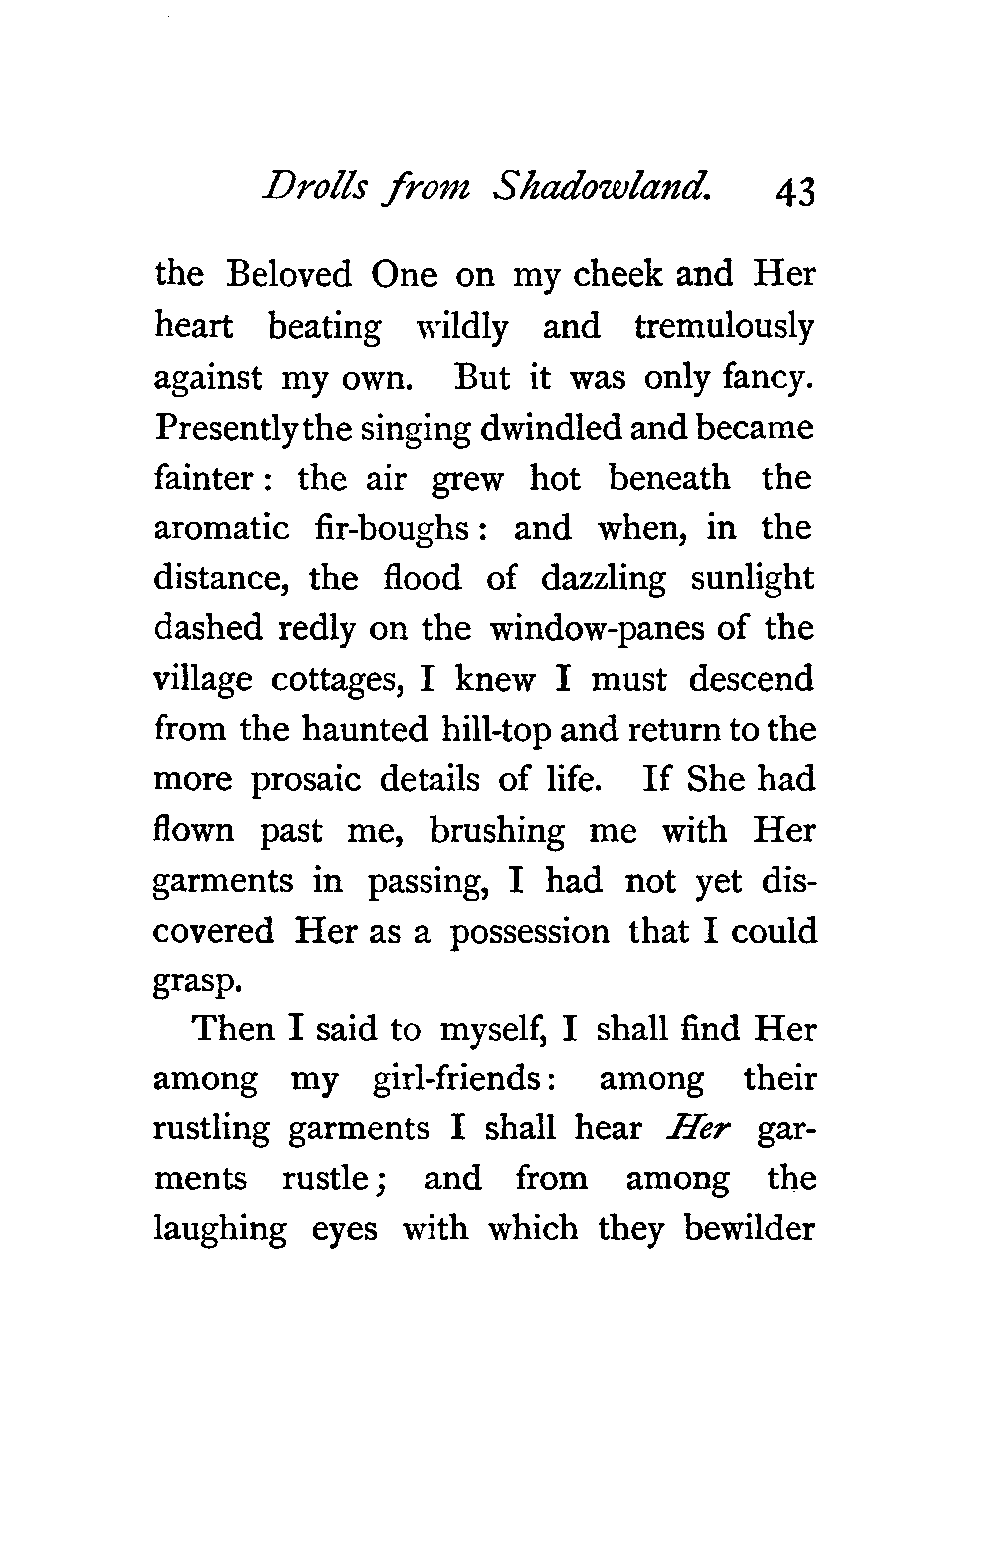 Drolls from Shadowland. 43
the Beloved One on my cheek and Her
heart beating wildly and tremulously
against my own. But it was only fancy.
Presently the singing dwindled and became
fainter : the air grew hot beneath the
aromatic fir-boughs : and when, in the
distance, the flood of dazzling sunlight
dashed redly on the window-panes of the
village cottages, I knew I must descend
from the haunted hill-top and return to the
more prosaic details of life. If She had
flown past me, brushing me with Her
garments in passing, I had not yet dis-
covered Her as a possession that I could
grasp.
Then I said to myself, I shall find Her
among my girl-friends: among their
rustling garments I shall hear Her gar-
ments rustle ; and from among the
laughing eyes with which they bewilder